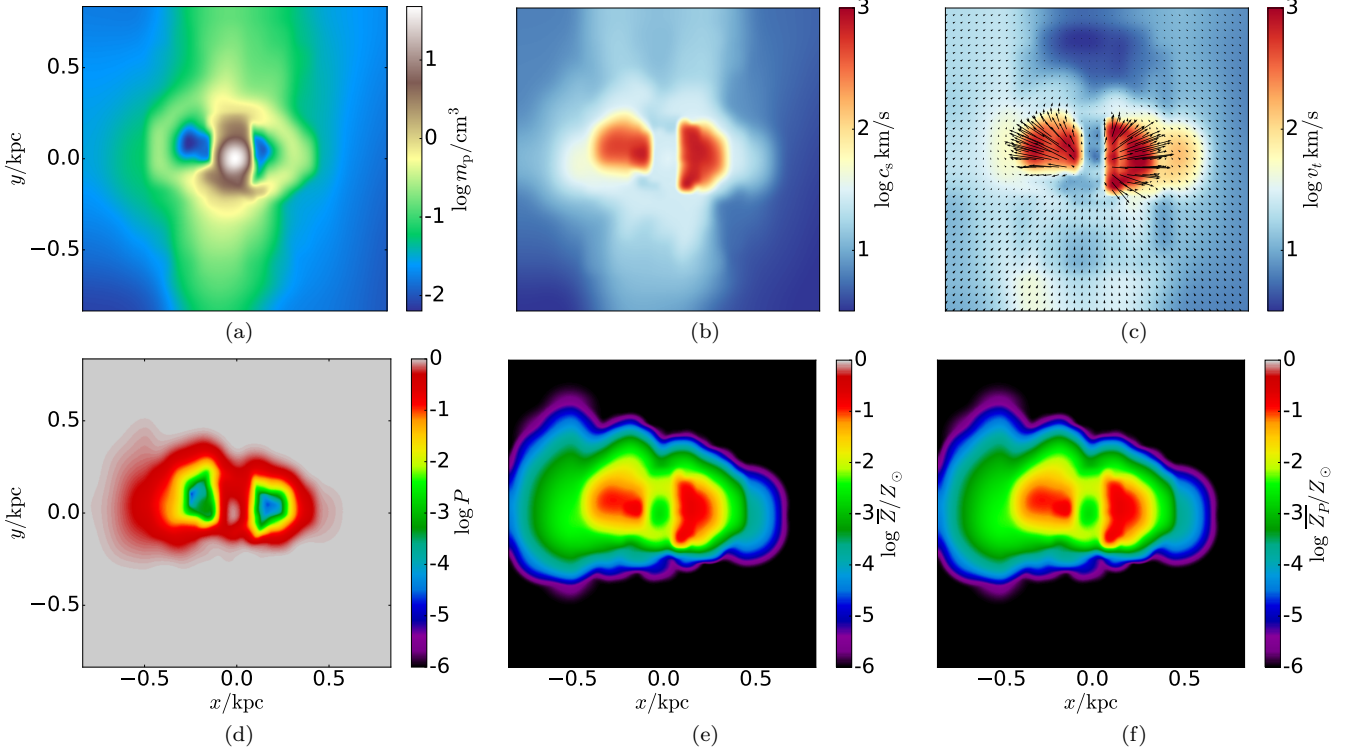 1
0
-1
-2
log m_p/cm^3
0.5
0.0
−0.5
y/kpc
(a)
3
2
1
log c_s km/s
(b)
3
2
1
log v_t km/s
(c)
0.5
0.0
−0.5
y/kpc
−0.5 0.0 0.5
x/kpc
0
-1
-2
-3
-4
-5
-6
log P
(d)
−0.5 0.0 0.5
x/kpc
0
-1
-2
-3
-4
-5
-6
log Z̅/Z_⊙
(e)
−0.5 0.0 0.5
x/kpc
0
-1
-2
-3
-4
-5
-6
log Z̅_P/Z_⊙
(f)